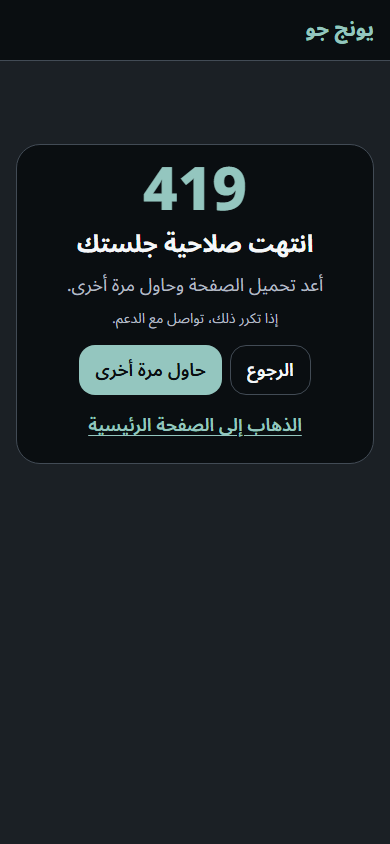 يونج جو
419
انتهت صلاحية جلستك
أعد تحميل الصفحة وحاول مرة أخرى.
إذا تكرر ذلك، تواصل مع الدعم.
الرجوع
حاول مرة أخرى
الذهاب إلى الصفحة الرئيسية